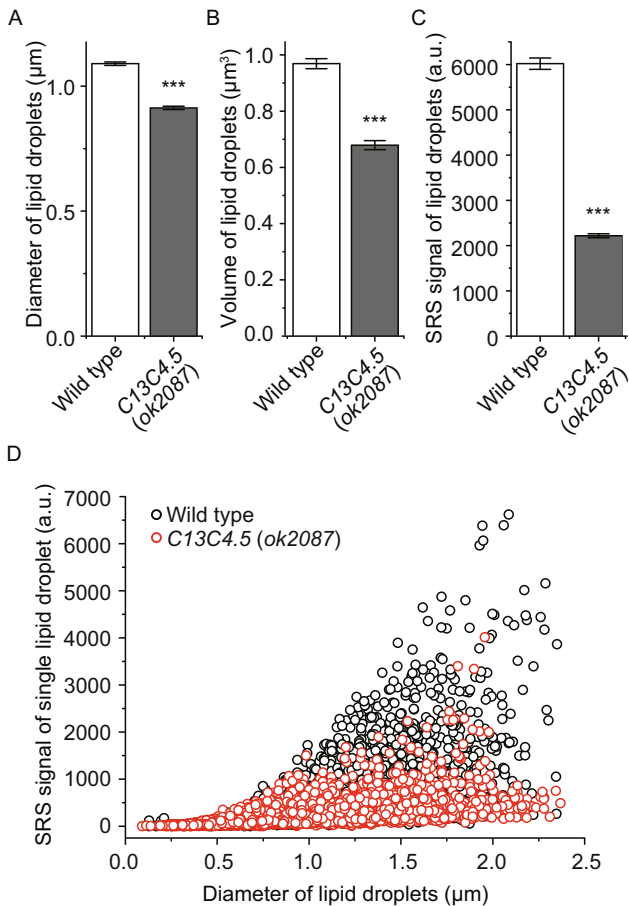 A
Diameter of lipid droplets (µm)
1.0
0.5
0.0
***
Wild type
C13C4.5
(ok2087)
B
Volume of lipid droplets (µm³)
1.0
0.8
0.6
0.4
0.2
0.0
***
Wild type
C13C4.5
(ok2087)
C
SRS signal of lipid droplets (a.u.)
6000
5000
4000
3000
2000
1000
0
***
Wild type
C13C4.5
(ok2087)
D
SRS signal of single lipid droplet (a.u.)
7000
6000
5000
4000
3000
2000
1000
0
Wild type
C13C4.5 (ok2087)
0.0 0.5 1.0 1.5 2.0 2.5
Diameter of lipid droplets (µm)